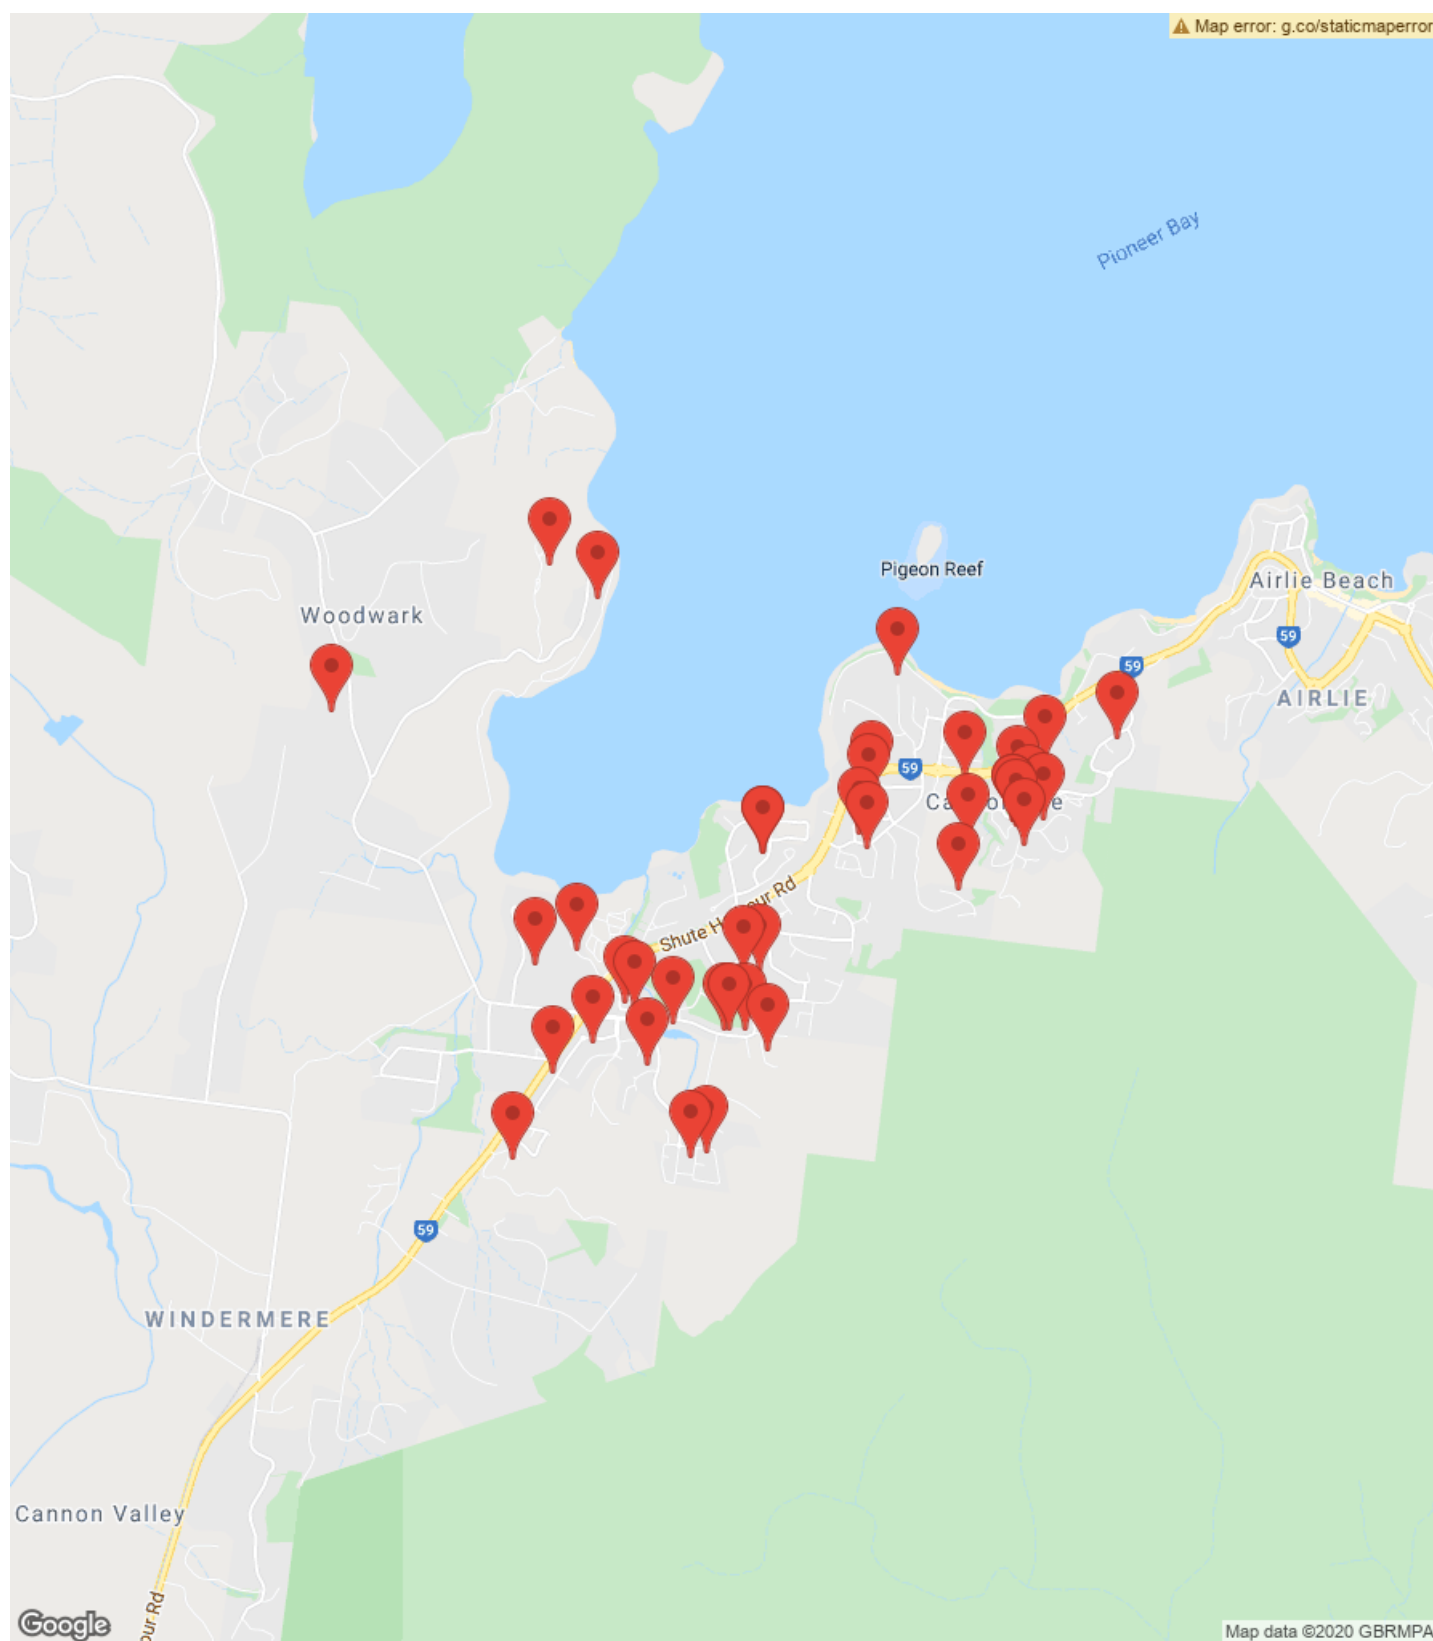 Map error: g.co/staticmaperror
Pioneer Bay
Pigeon Reef
Airlie Beach
Woodwark
59
59
AIRLIE
59
Shute
59
WINDERMERE
Cannon Valley
Rd
Google
Map data ©2020 GBRMPA